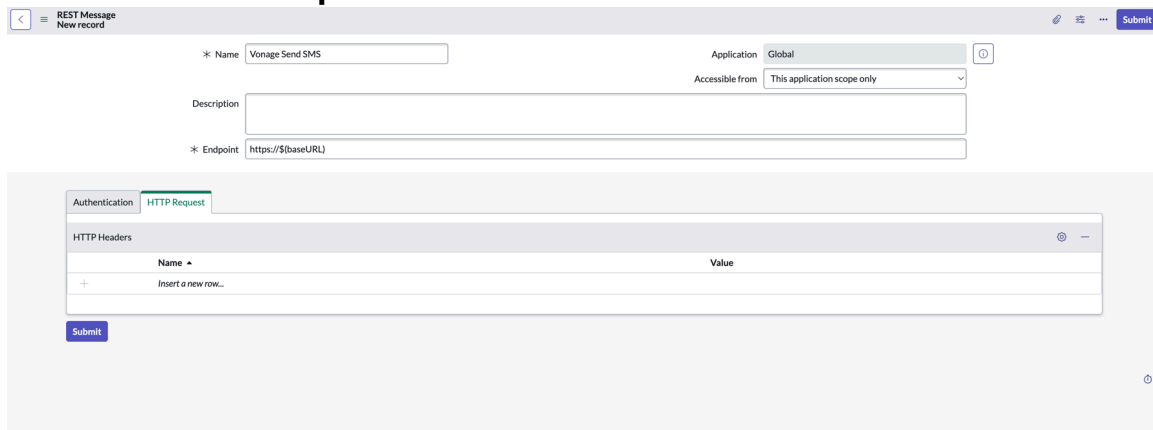 REST Message
New record
Submit
Name Vonage Send SMS
Application Global
Accessible from This application scope only
Description
Endpoint https://${baseURL)
Authentication HTTP Request
HTTP Headers
Name Value
Insert a new row...
Submit